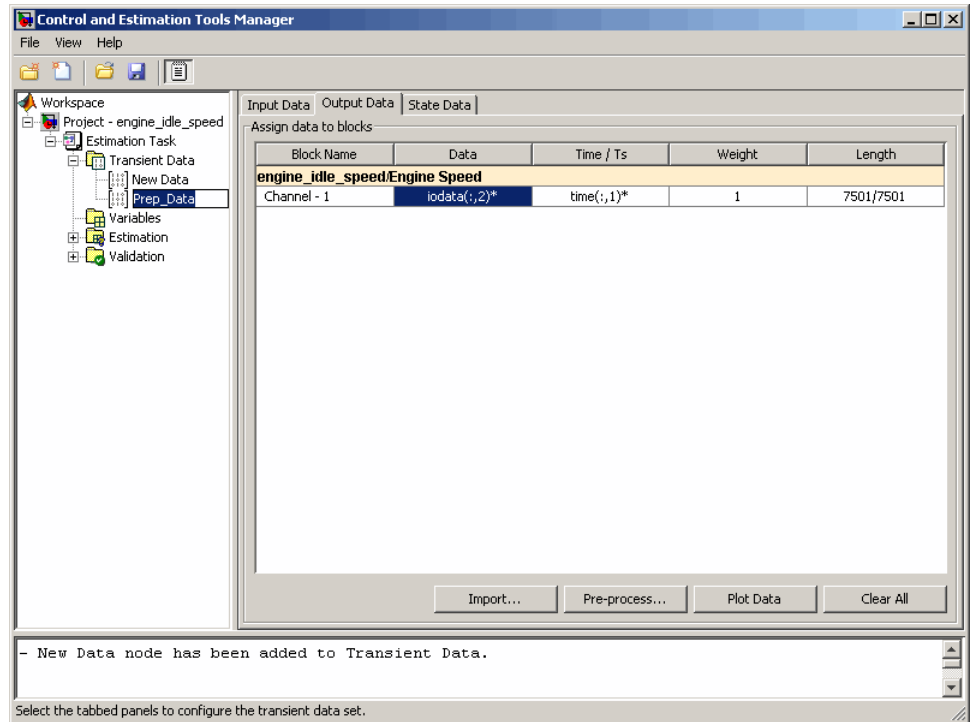 Control and Estimation Tools Manager
File View Help
Workspace
Project - engine_idle_speed
Estimation Task
Transient Data
New Data
Prep_Data
Variables
Estimation
Validation
Input Data Output Data State Data
Assign data to blocks
Block Name Data Time / Ts Weight Length
engine_idle_speed/Engine Speed
Channel - 1 iodata(:,2)* time(:,1)* 1 7501/7501
Import... Pre-process... Plot Data Clear All
- New Data node has been added to Transient Data.
Select the tabbed panels to configure the transient data set.